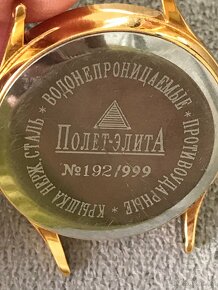 * ВОДОНЕПРОНИЦАЕМЫЕ * ПРОТИВОУДАРНЫЕ * КРЫШКА НЕРЖ.СТАЛЬ
ПОЛЕТ-ЭЛИТА
№192/999